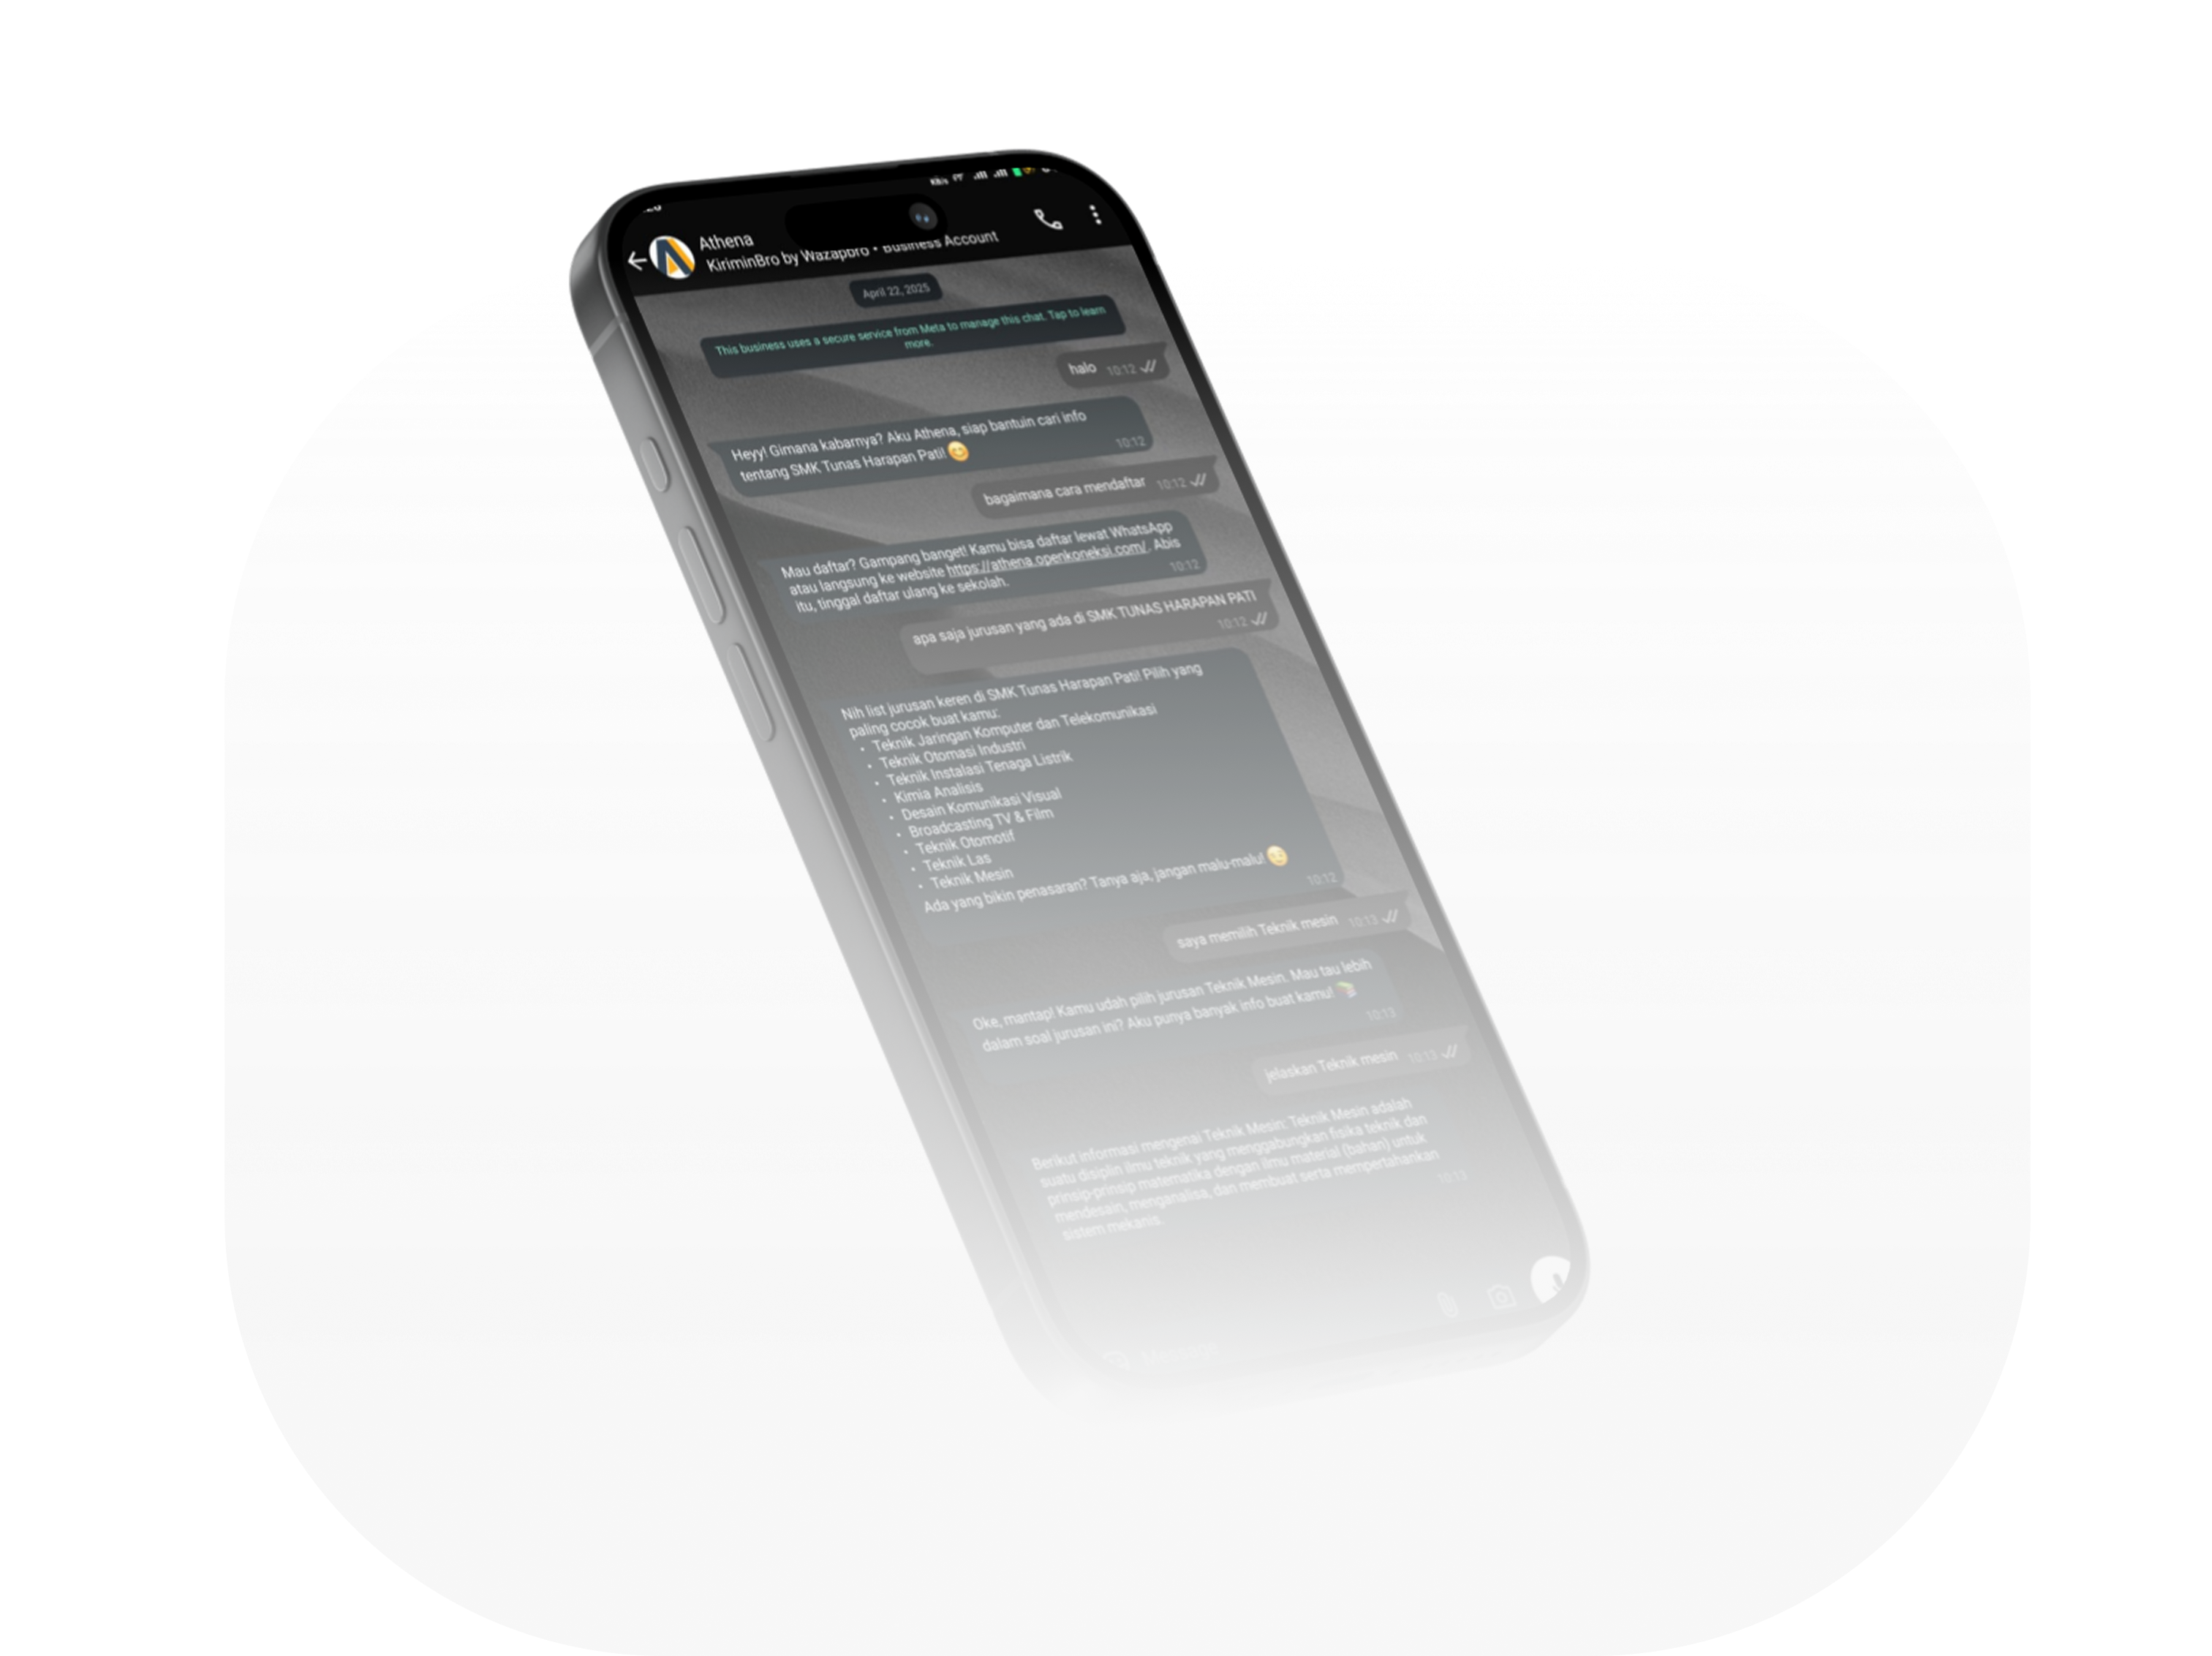 Athena
KiriminBro by Wazapbro • Business Account
April 22, 2025
This business uses a secure service from Meta to manage this chat. Tap to learn
more.
halo 10:12
Heyy! Gimana kabarnya? Aku Athena, siap bantuin cari info
tentang SMK Tunas Harapan Pati! 😊 10:12
bagaimana cara mendaftar 10:12
Mau daftar? Gampang banget! Kamu bisa daftar lewat WhatsApp
atau langsung ke website https://athena.openkoneksi.com/. Abis
itu, tinggal daftar ulang ke sekolah. 10:12
apa saja jurusan yang ada di SMK TUNAS HARAPAN PATI
10:12
Nih list jurusan keren di SMK Tunas Harapan Pati! Pilih yang
paling cocok buat kamu:
• Teknik Jaringan Komputer dan Telekomunikasi
• Teknik Otomasi Industri
• Teknik Instalasi Tenaga Listrik
• Kimia Analisis
• Desain Komunikasi Visual
• Broadcasting TV & Film
• Teknik Otomotif
• Teknik Las
• Teknik Mesin
Ada yang bikin penasaran? Tanya aja, jangan malu-malu! 😉
10:12
saya memilih Teknik mesin 10:13
Oke, mantap! Kamu udah pilih jurusan Teknik Mesin. Mau tau lebih
dalam soal jurusan ini? Aku punya banyak info buat kamu! 📚
10:13
jelaskan Teknik mesin 10:13
Berikut informasi mengenai Teknik Mesin: Teknik Mesin adalah
suatu disiplin ilmu teknik yang menggabungkan fisika teknik dan
prinsip-prinsip matematika dengan ilmu material (bahan) untuk
mendesain, menganalisa, dan membuat serta mempertahankan
sistem mekanis. 10:13